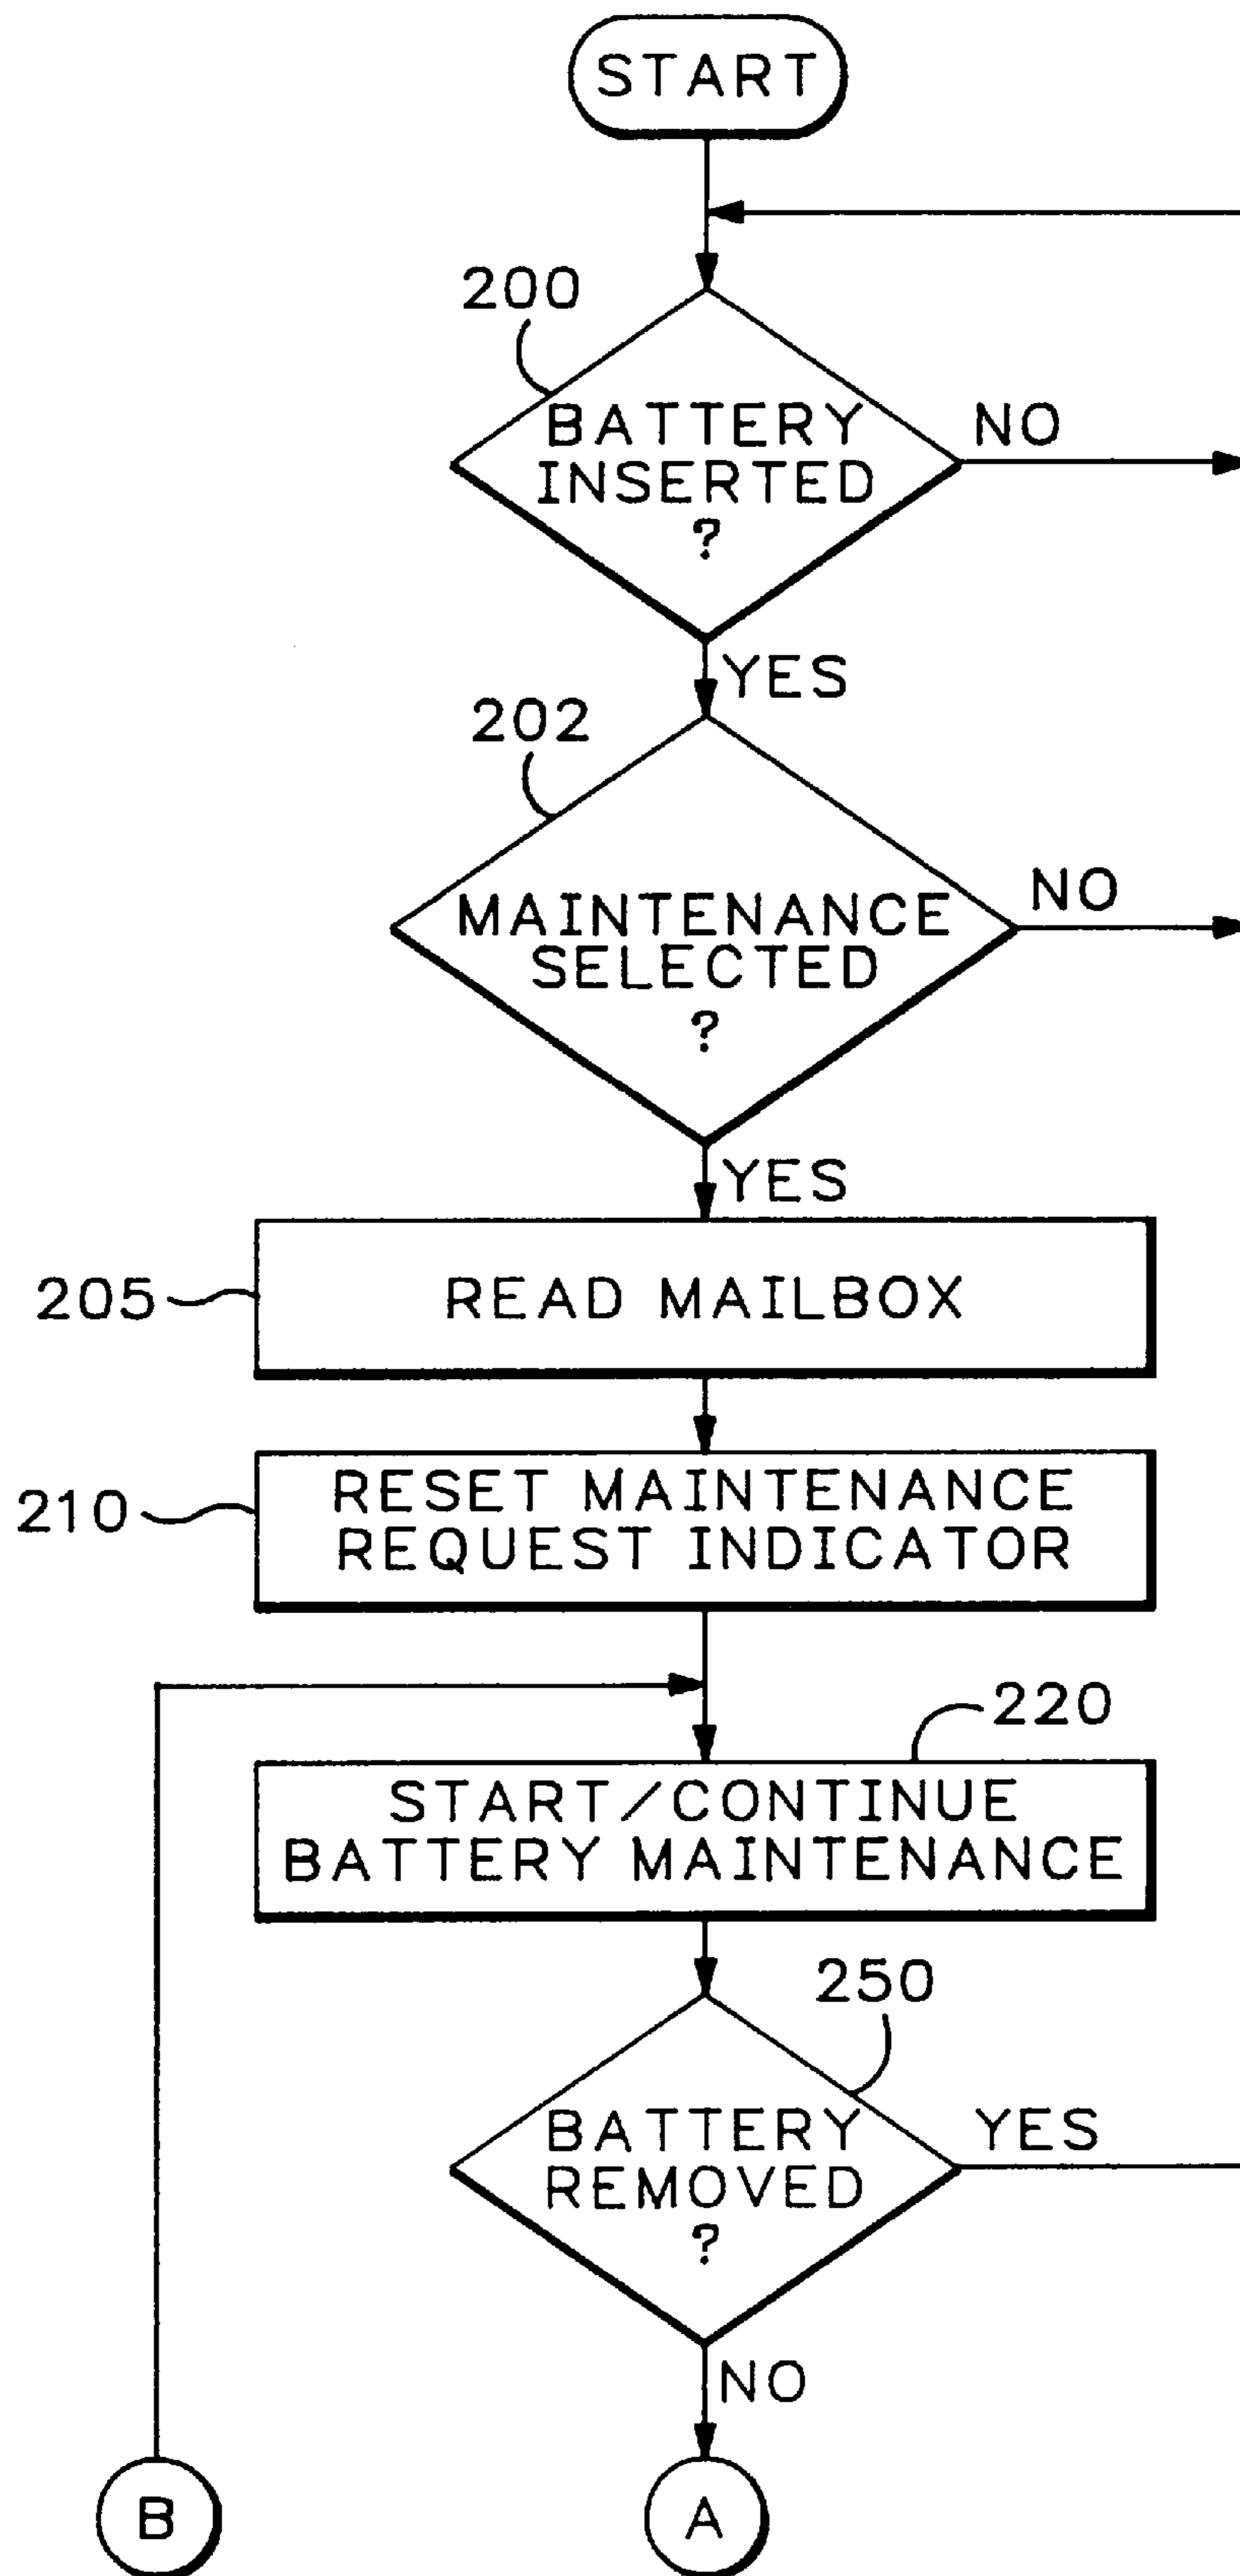 START
200
BATTERY
INSERTED
?
NO
YES
202
MAINTENANCE
SELECTED
?
NO
YES
205
READ MAILBOX
210
RESET MAINTENANCE
REQUEST INDICATOR
220
START/CONTINUE
BATTERY MAINTENANCE
250
BATTERY
REMOVED
?
YES
NO
B
A